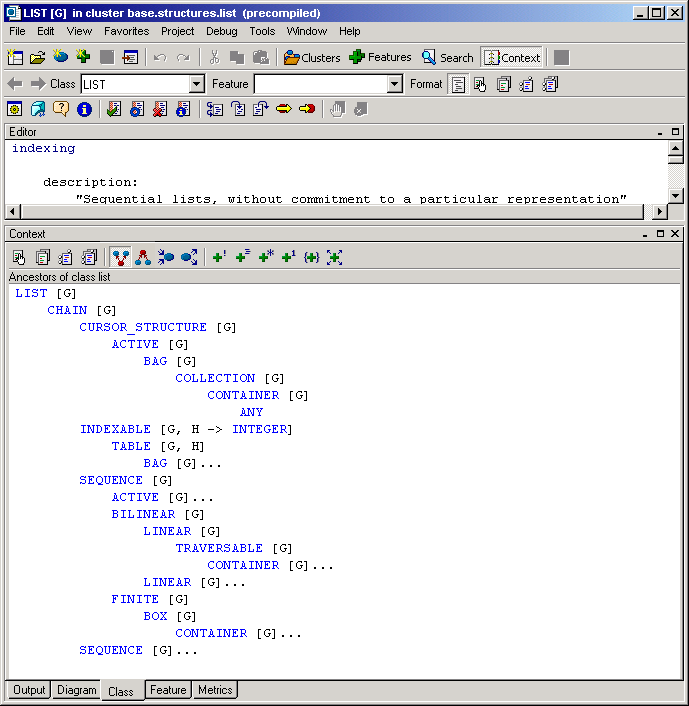 LIST [G] in cluster base.structures.list (precompiled)
File Edit View Favorites Project Debug Tools Window Help
Clusters Features Search Context
Class LIST Feature Format
Editor
indexing
description:
"Sequential lists, without commitment to a particular representation"
Context
Ancestors of class list
LIST [G]
CHAIN [G]
CURSOR_STRUCTURE [G]
ACTIVE [G]
BAG [G]
COLLECTION [G]
CONTAINER [G]
ANY
INDEXABLE [G, H -> INTEGER]
TABLE [G, H]
BAG [G]...
SEQUENCE [G]
ACTIVE [G]...
BILINEAR [G]
LINEAR [G]
TRAVERSABLE [G]
CONTAINER [G]...
LINEAR [G]...
FINITE [G]
BOX [G]
CONTAINER [G]...
SEQUENCE [G]...
Output Diagram Class Feature Metrics